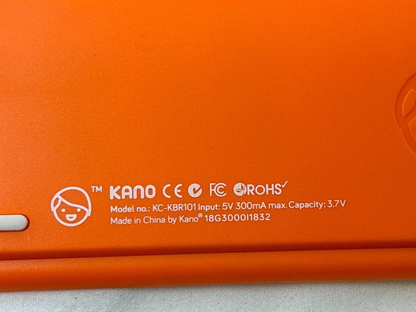 ™ KANO CE FC ROHS✓
Model no.: KC-KBR101 Input: 5V 300mA max. Capacity: 3.7V
Made in China by Kano® 18G3000I1832